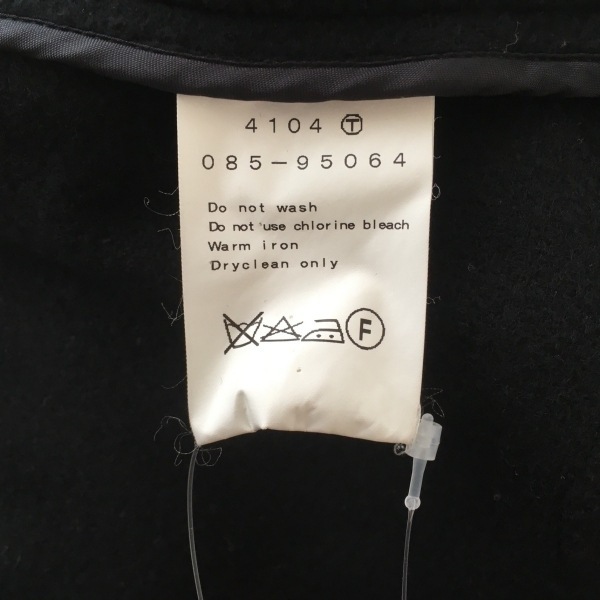 4104 Ⓣ
085-95064
Do not wash
Do not use chlorine bleach
Warm iron
Dryclean only
F